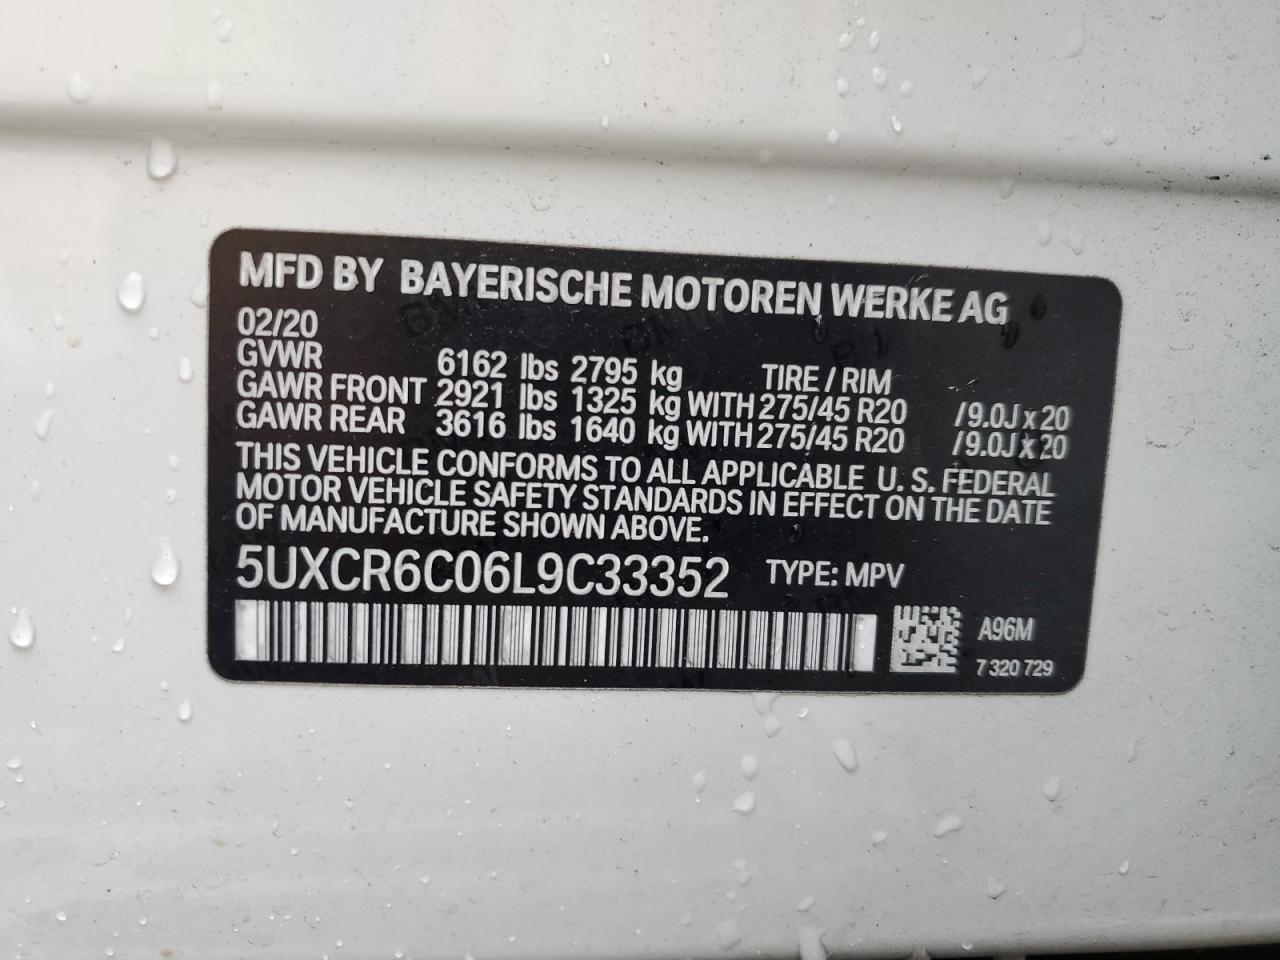 MFD BY BAYERISCHE MOTOREN WERKE AG
02/20
GVWR 6162 lbs 2795 kg TIRE / RIM
GAWR FRONT 2921 lbs 1325 kg WITH 275/45 R20 /9.0J x 20
GAWR REAR 3616 lbs 1640 kg WITH 275/45 R20 /9.0J x 20
THIS VEHICLE CONFORMS TO ALL APPLICABLE U. S. FEDERAL
MOTOR VEHICLE SAFETY STANDARDS IN EFFECT ON THE DATE
OF MANUFACTURE SHOWN ABOVE.
5UXCR6C06L9C33352 TYPE: MPV
A96M
7 320 729